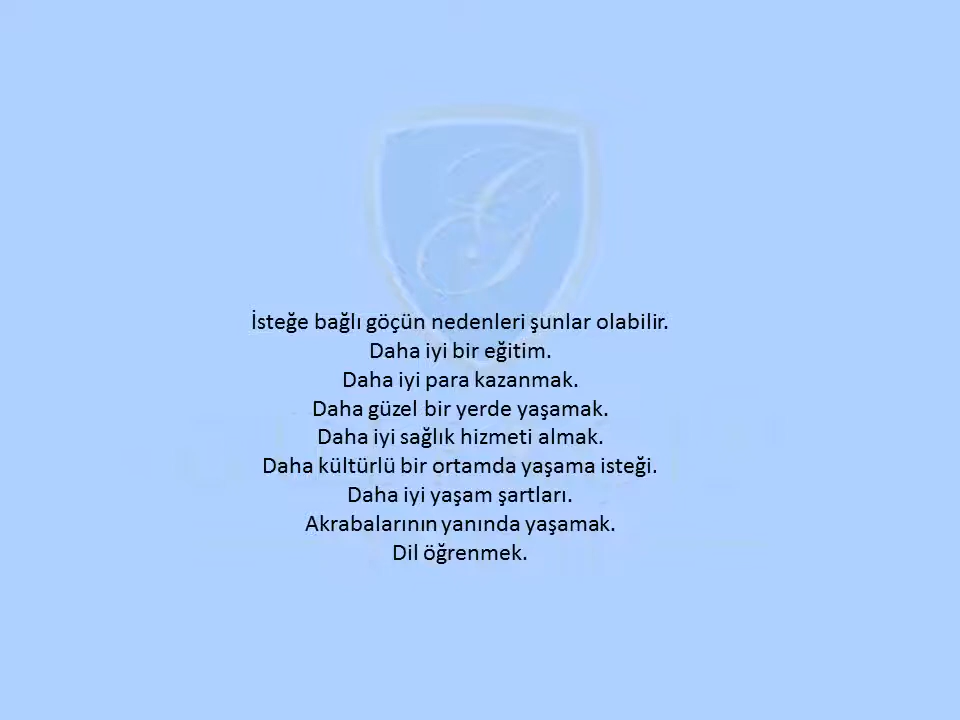 İsteğe bağlı göçün nedenleri şunlar olabilir.
Daha iyi bir eğitim.
Daha iyi para kazanmak.
Daha güzel bir yerde yaşamak.
Daha iyi sağlık hizmeti almak.
Daha kültürlü bir ortamda yaşama isteği.
Daha iyi yaşam şartları.
Akrabalarının yanında yaşamak.
Dil öğrenmek.